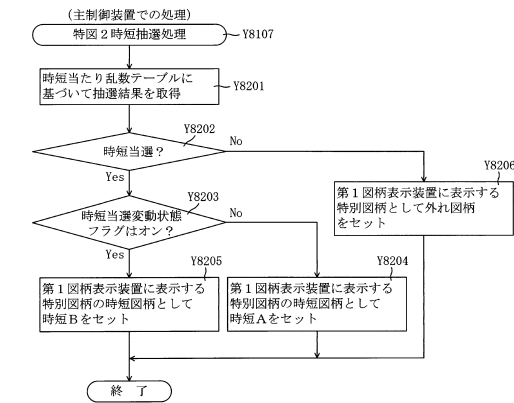 (主制御装置での処理)
特図２時短抽選処理
Y8107
時短当たり乱数テーブルに
基づいて抽選結果を取得
Y8201
Y8202
時短当選？
No
Yes
Y8203
時短当選変動状態
フラグはオン？
No
Yes
Y8206
第１図柄表示装置に表示する
特別図柄として外れ図柄
をセット
Y8205
第１図柄表示装置に表示する
特別図柄の時短図柄として
時短Ｂをセット
Y8204
第１図柄表示装置に表示する
特別図柄の時短図柄として
時短Ａをセット
終 了